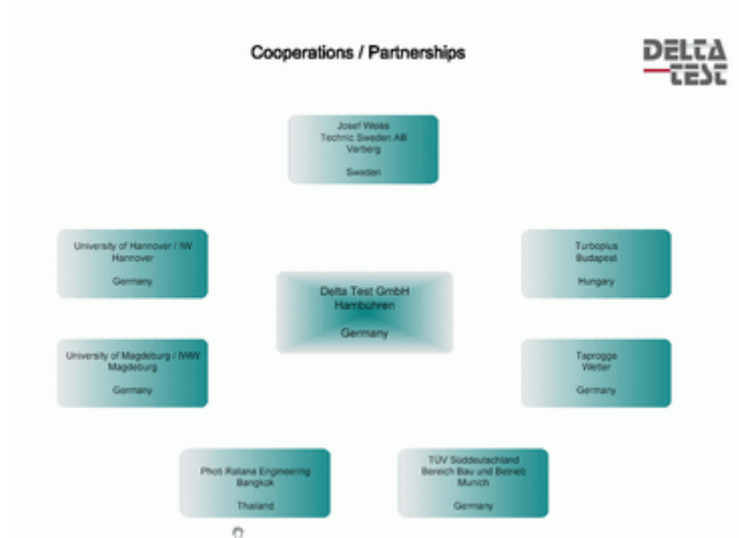 Cooperations / Partnerships
DELTA
TEST
Josef Weiss
Technic Sweden AB
Varberg
Sweden
University of Hannover / IW
Hannover
Germany
Turboplus
Budapest
Hungary
Delta Test GmbH
Hambühren
Germany
University of Magdeburg / IWW
Magdeburg
Germany
Taprogge
Wetter
Germany
Photi Ratana Engineering
Bangkok
Thailand
TÜV Süddeutschland
Bereich Bau und Betrieb
Munich
Germany